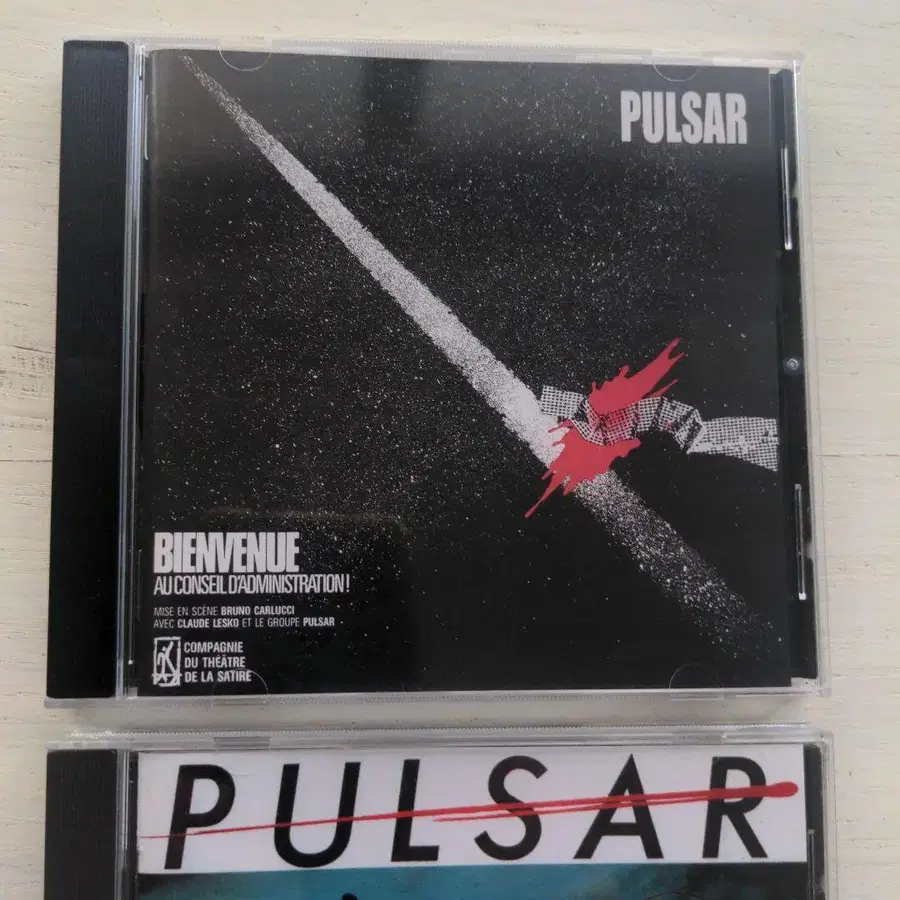 PULSAR
BIENVENUE
AU CONSEIL D'ADMINISTRATION!
MISE EN SCÈNE BRUNO CARLUCCI
AVEC CLAUDE LESKO ET LE GROUPE PULSAR
COMPAGNIE
DU THÉÂTRE
DE LA SATIRE
PULSAR